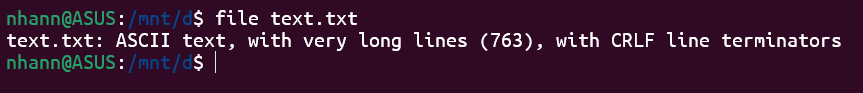 nhann@ASUS:/mnt/d$ file text.txt
text.txt: ASCII text, with very long lines (763), with CRLF line terminators
nhann@ASUS:/mnt/d$